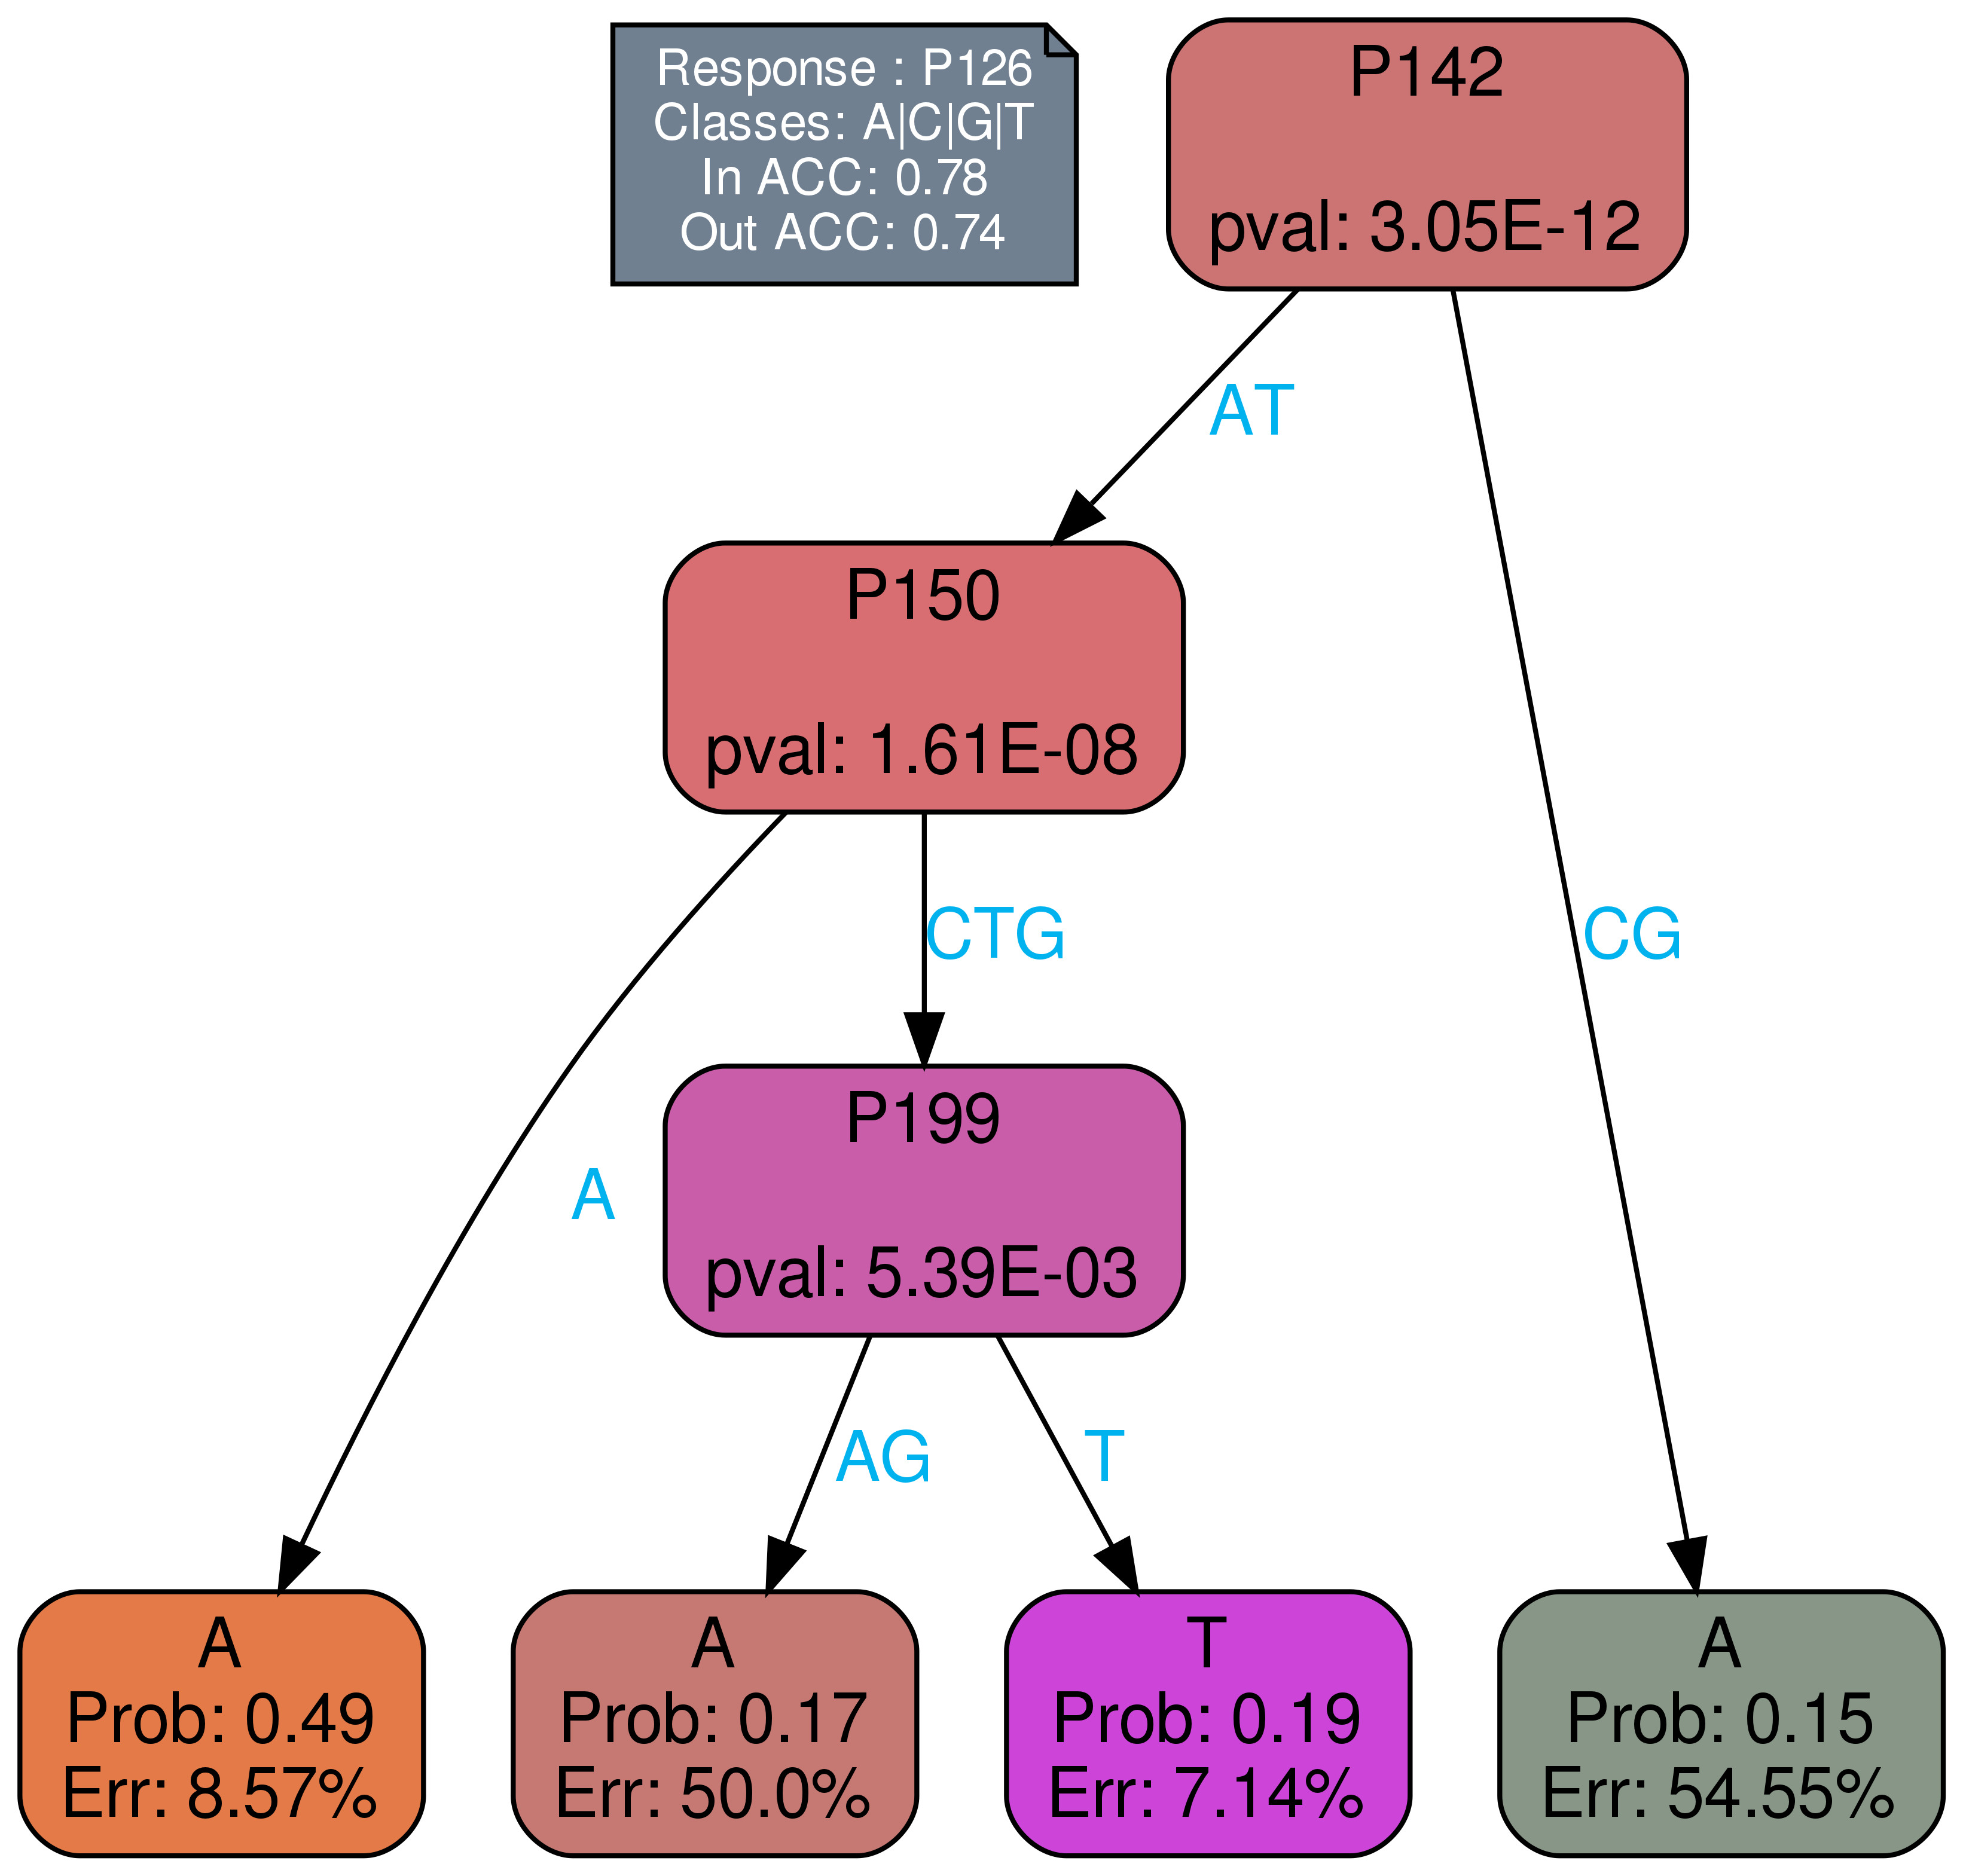 Response : P126
Classes: A|C|G|T
In ACC: 0.78
Out ACC: 0.74
P142
pval: 3.05E-12
AT
P150
pval: 1.61E-08
CTG
CG
P199
pval: 5.39E-03
A
AG
T
A
Prob: 0.49
Err: 8.57%
A
Prob: 0.17
Err: 50.0%
T
Prob: 0.19
Err: 7.14%
A
Prob: 0.15
Err: 54.55%